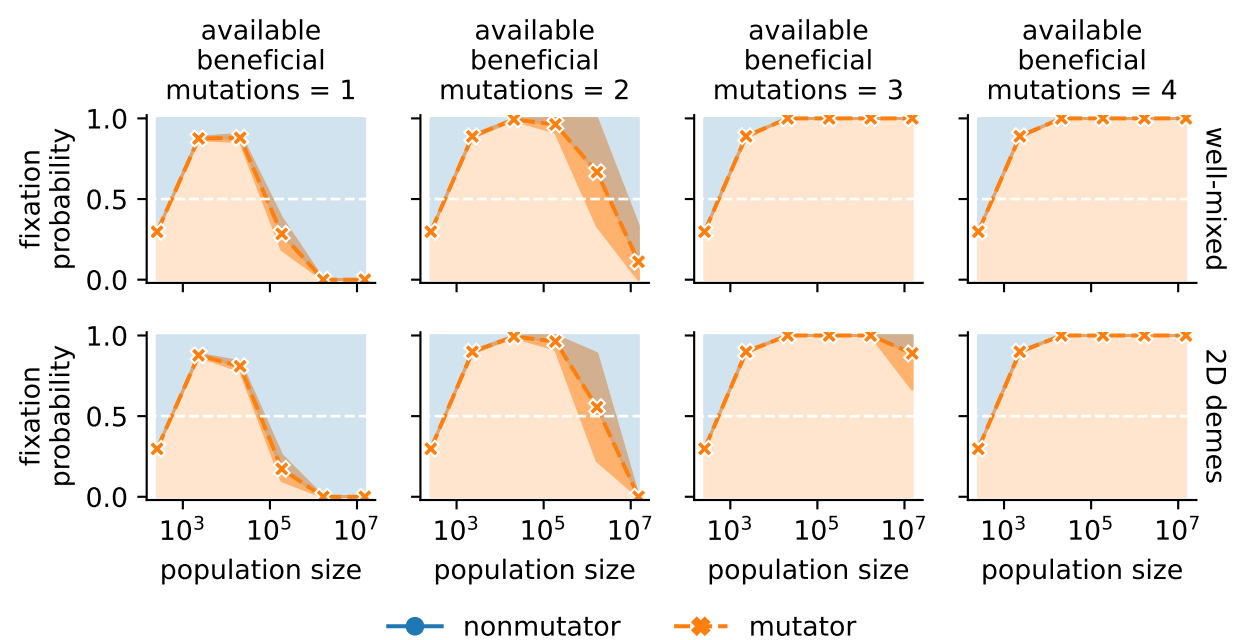 available
beneficial
mutations = 1
available
beneficial
mutations = 2
available
beneficial
mutations = 3
available
beneficial
mutations = 4
fixation
probability
1.0
0.5
0.0
well-mixed
fixation
probability
1.0
0.5
0.0
2D demes
10³ 10⁵ 10⁷
10³ 10⁵ 10⁷
10³ 10⁵ 10⁷
10³ 10⁵ 10⁷
population size
population size
population size
population size
nonmutator
mutator